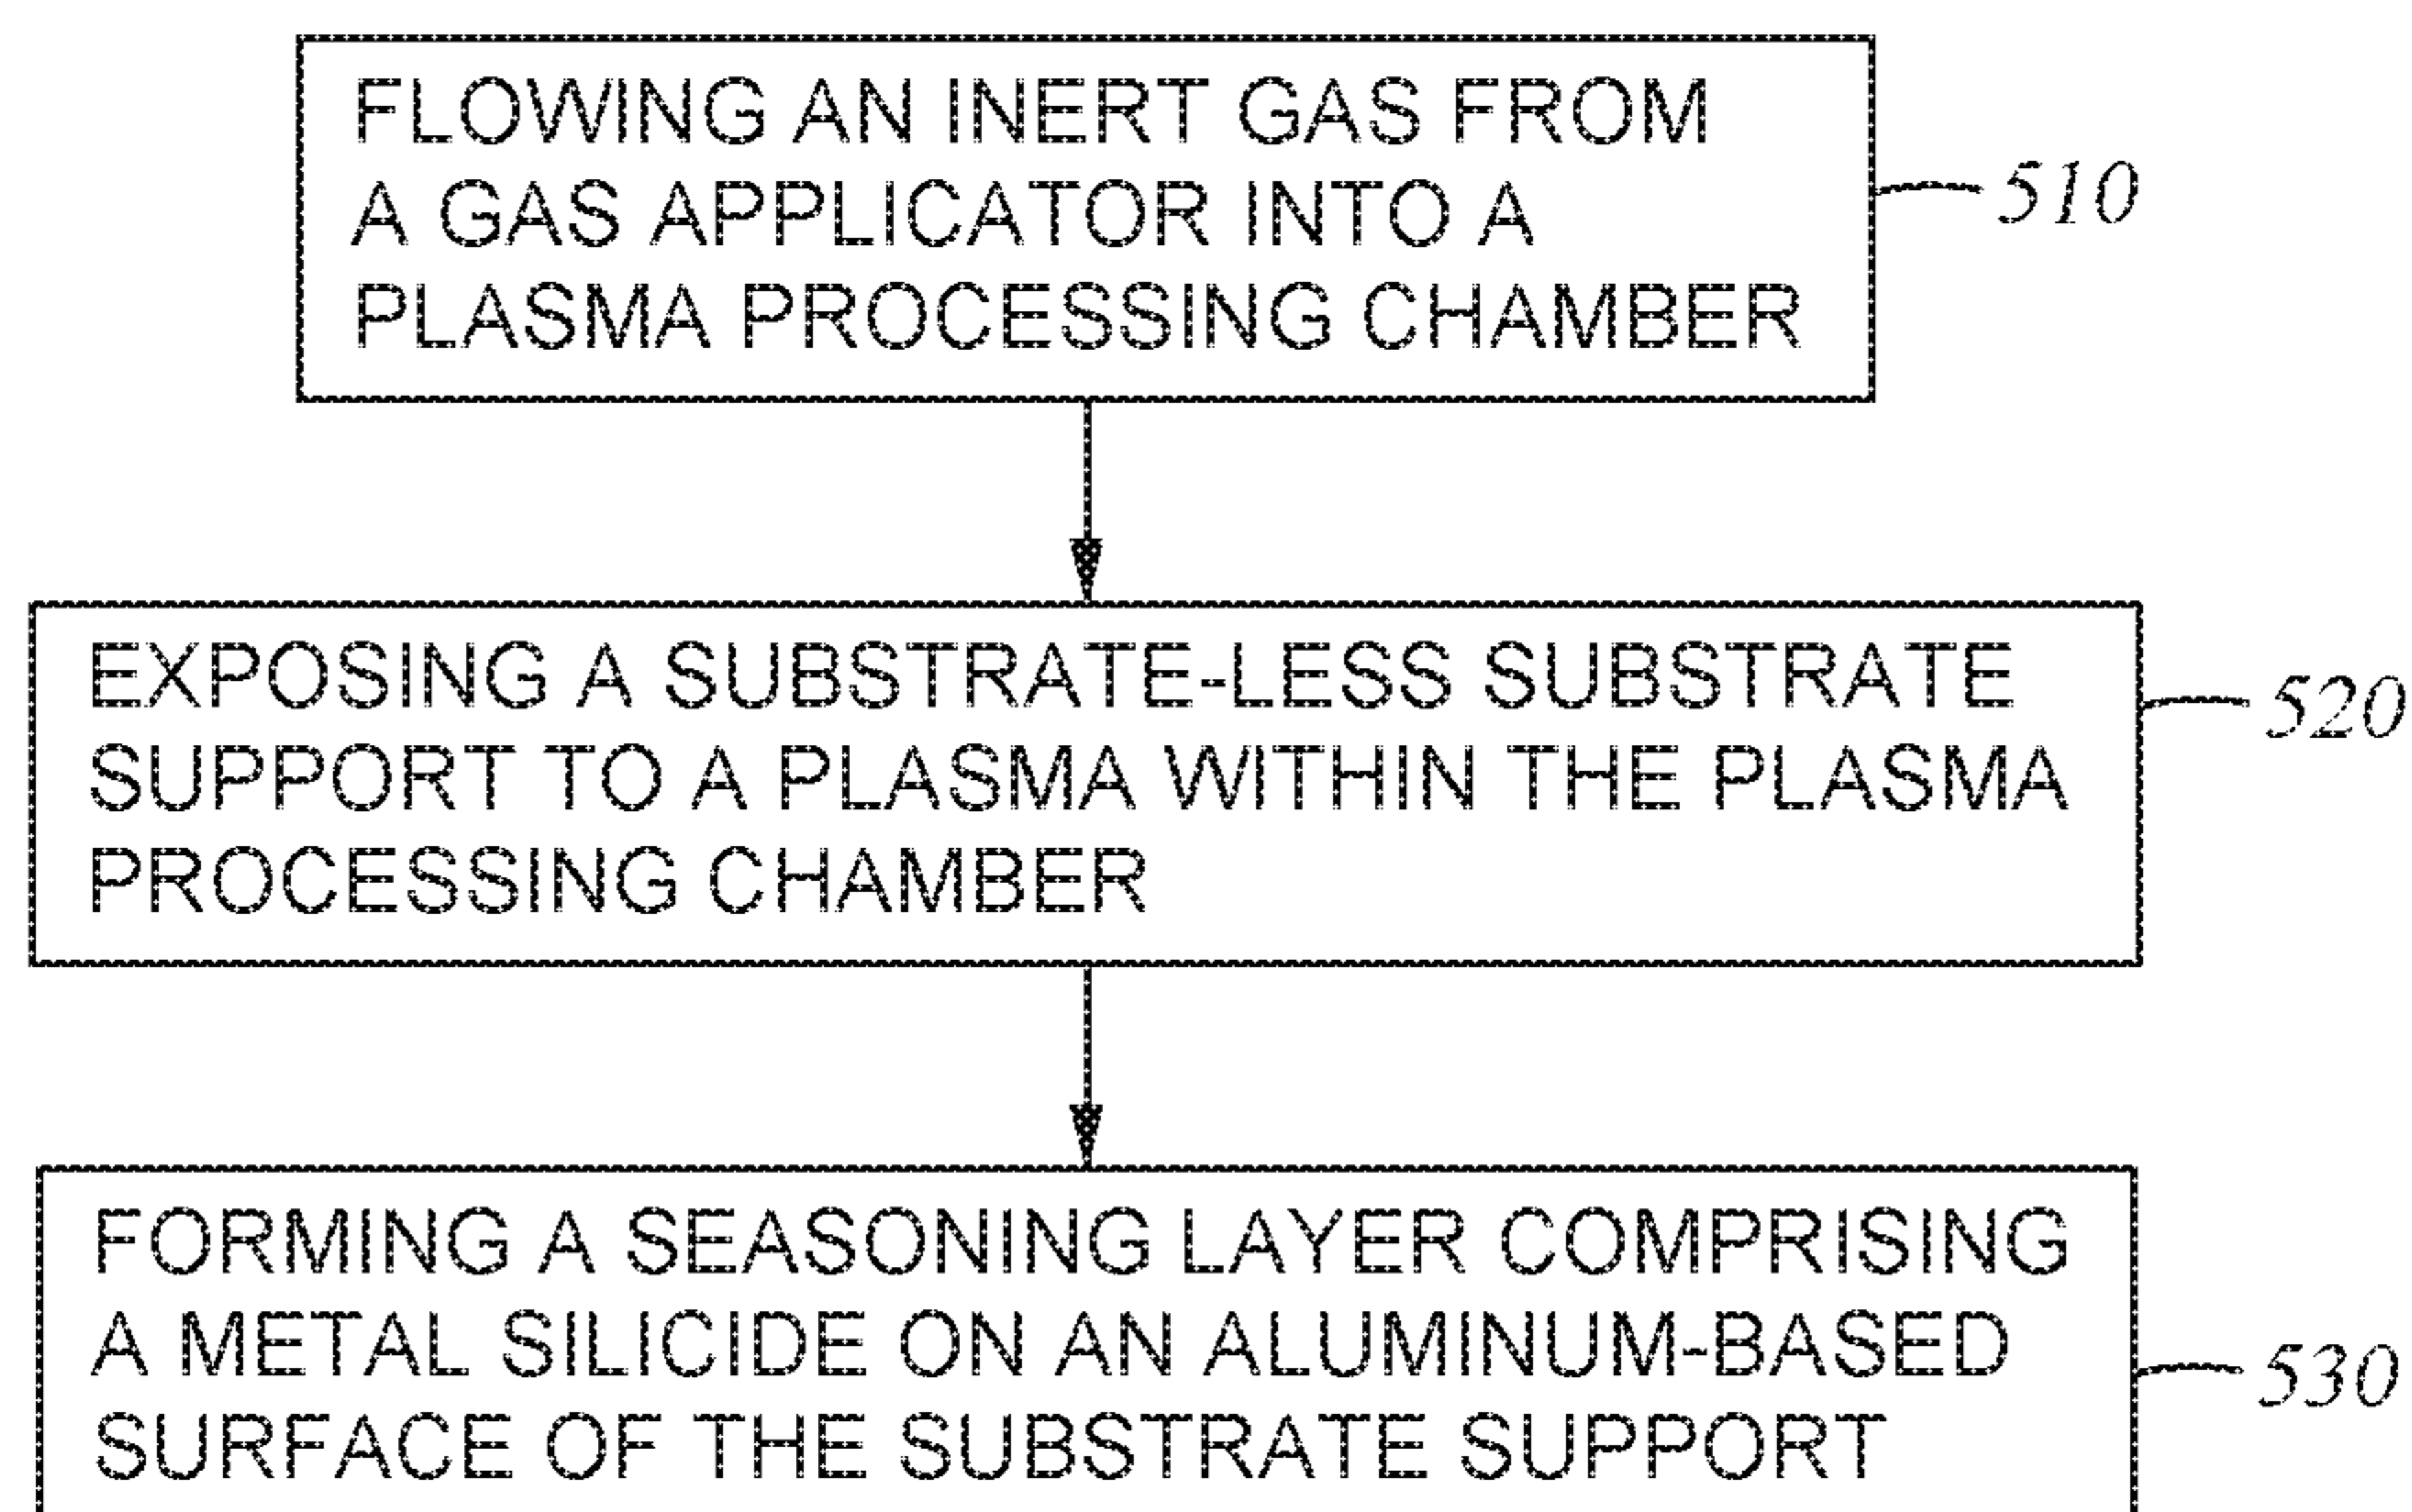 FLOWING AN INERT GAS FROM
A GAS APPLICATOR INTO A
PLASMA PROCESSING CHAMBER
510
EXPOSING A SUBSTRATE-LESS SUBSTRATE
SUPPORT TO A PLASMA WITHIN THE PLASMA
PROCESSING CHAMBER
520
FORMING A SEASONING LAYER COMPRISING
A METAL SILICIDE ON AN ALUMINUM-BASED
SURFACE OF THE SUBSTRATE SUPPORT
530